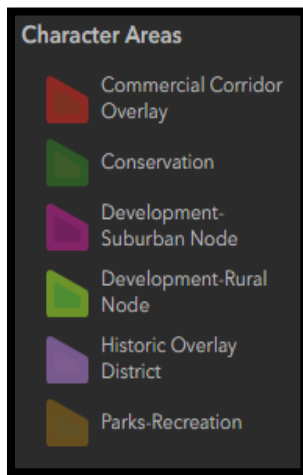 Character Areas
Commercial Corridor
Overlay
Conservation
Development-
Suburban Node
Development-Rural
Node
Historic Overlay
District
Parks-Recreation